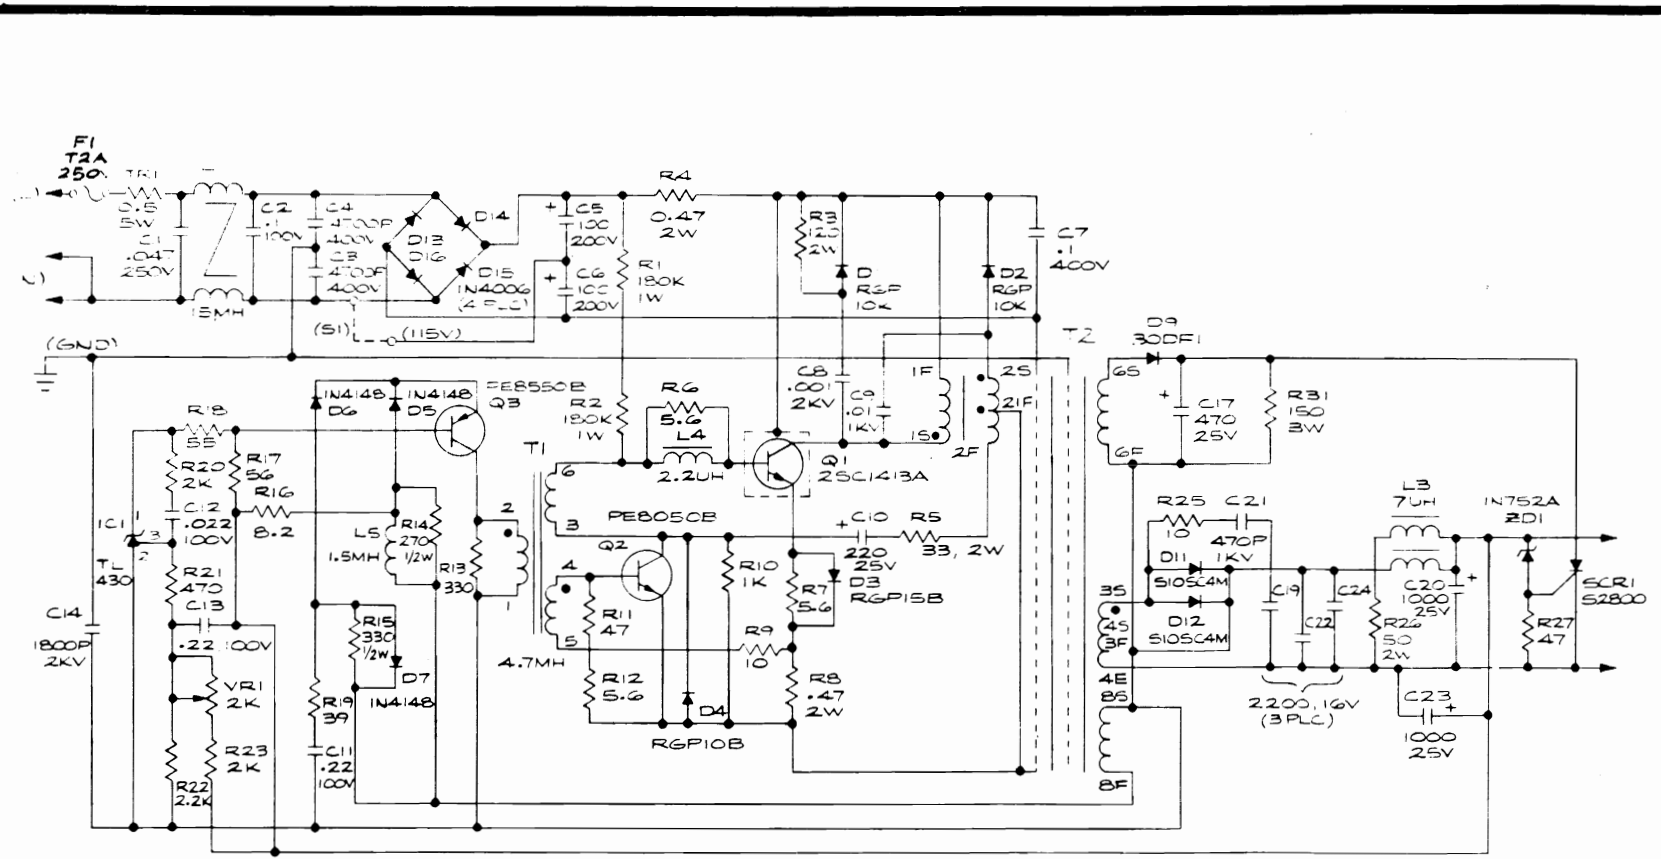 F1
T2A
250
TR1
0.5
5W
C1
.047
250V
C2
.1
100V
C4
4700P
400V
C3
4700P
400V
15MH
D13
D16
D14
D15
1N4006
(4 PLC)
(S1)
(115V)
+ C5
100
200V
+ C6
100
200V
R1
180K
1W
R4
0.47
2W
R3
120
2W
D
RGP
10K
D2
RGP
10K
C7
.1
400V
(GND)
T2
D9
30DF1
1N4148
D6
1N4148
D5
PE8550B
Q3
R2
180K
1W
R6
5.6
L4
2.2UH
C8
.001
2KV
C9
.01
1KV
1F
1S
2S
21F
2F
6S
6F
+
C17
470
25V
R31
150
3W
R18
55
R20
2K
R17
56
R16
8.2
C12
.022
100V
IC1
1
3
2
TL
430
R21
470
C13
.22 100V
L5
1.5MH
R14
270
1/2W
R13
330
T1
2
1
6
3
4
5
4.7MH
Q1
2SC1413A
PE8050B
Q2
+ C10
220
25V
R5
33, 2W
R10
1K
R7
5.6
D3
RGP15B
R11
47
R9
10
R12
5.6
D4
RGP10B
R8
.47
2W
C14
1800P
2KV
R15
330
1/2W
D7
1N4148
R19
39
C11
.22
100V
VR1
2K
R23
2K
R22
2.2K
R25
10
C21
470P
1KV
D11
S10SC4M
D12
S10SC4M
3S
4S
3F
4E
8S
8F
C19
C22
C24
2200, 16V
(3 PLC)
L3
7UH
R26
50
2W
C20
1000
25V
+
1N752A
ZD1
SCR1
S2800
R27
47
C23
+
1000
25V